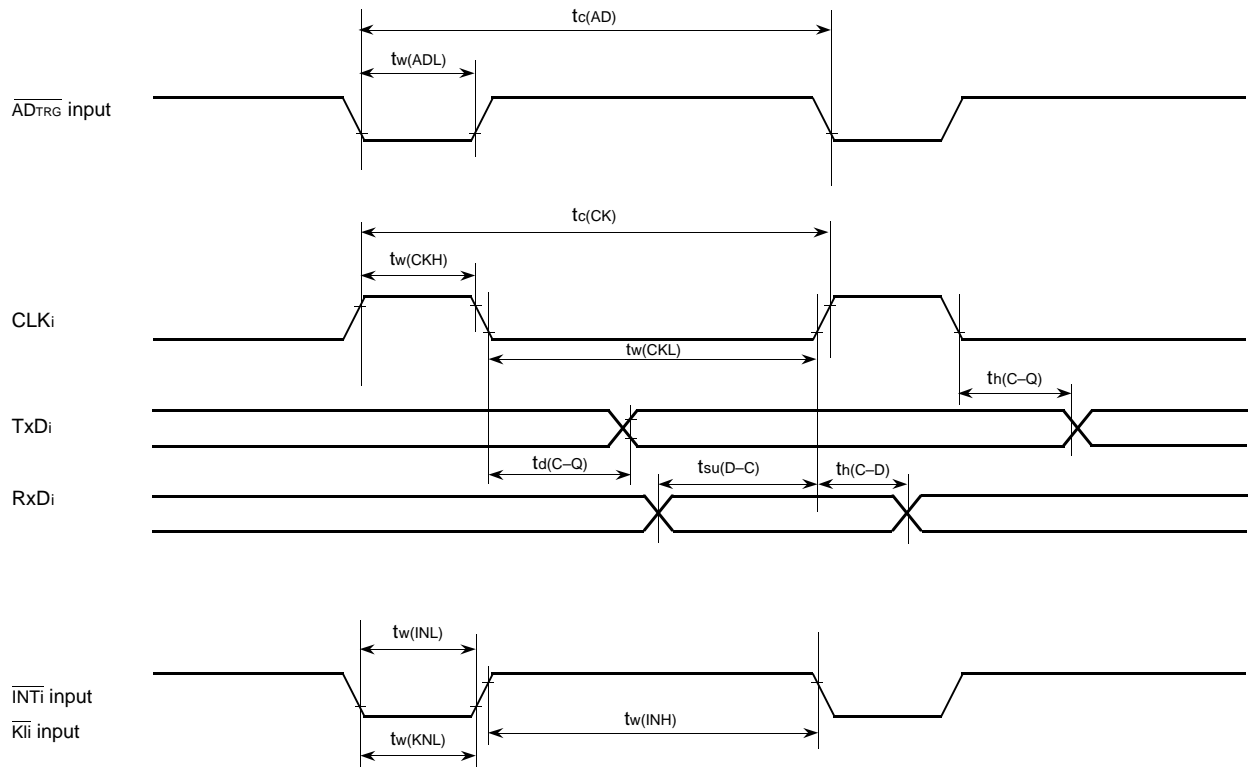 tc(AD)
tw(ADL)
ADTRG input
tc(CK)
tw(CKH)
CLKi
tw(CKL)
th(C–Q)
TxDi
td(C–Q)
tsu(D–C)
th(C–D)
RxDi
tw(INL)
INTi input
KIi input
tw(INH)
tw(KNL)